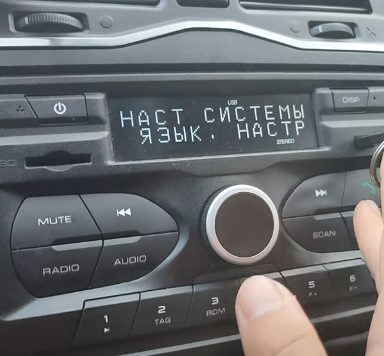 USB
НАСТ СИСТЕМЫ
ЯЗЫК. НАСТР
STEREO
DISP
MUTE
RADIO
AUDIO
SCAN
1
2
TAG
3
RDM
5
F-
6
F+